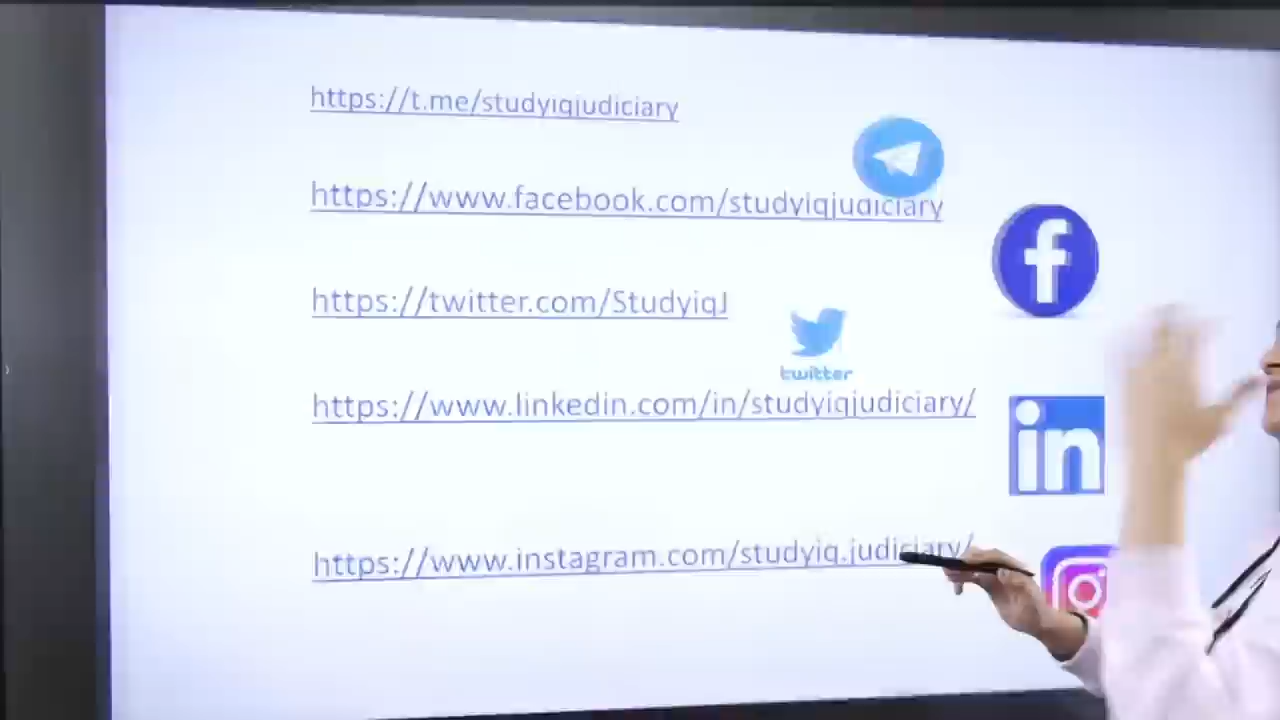 https://t.me/studyiqjudiciary
https://www.facebook.com/studyiqjudiciary
https://twitter.com/StudyiqJ
twitter
https://www.linkedin.com/in/studyiqjudiciary/
in
https://www.instagram.com/studyiq.judiciary/